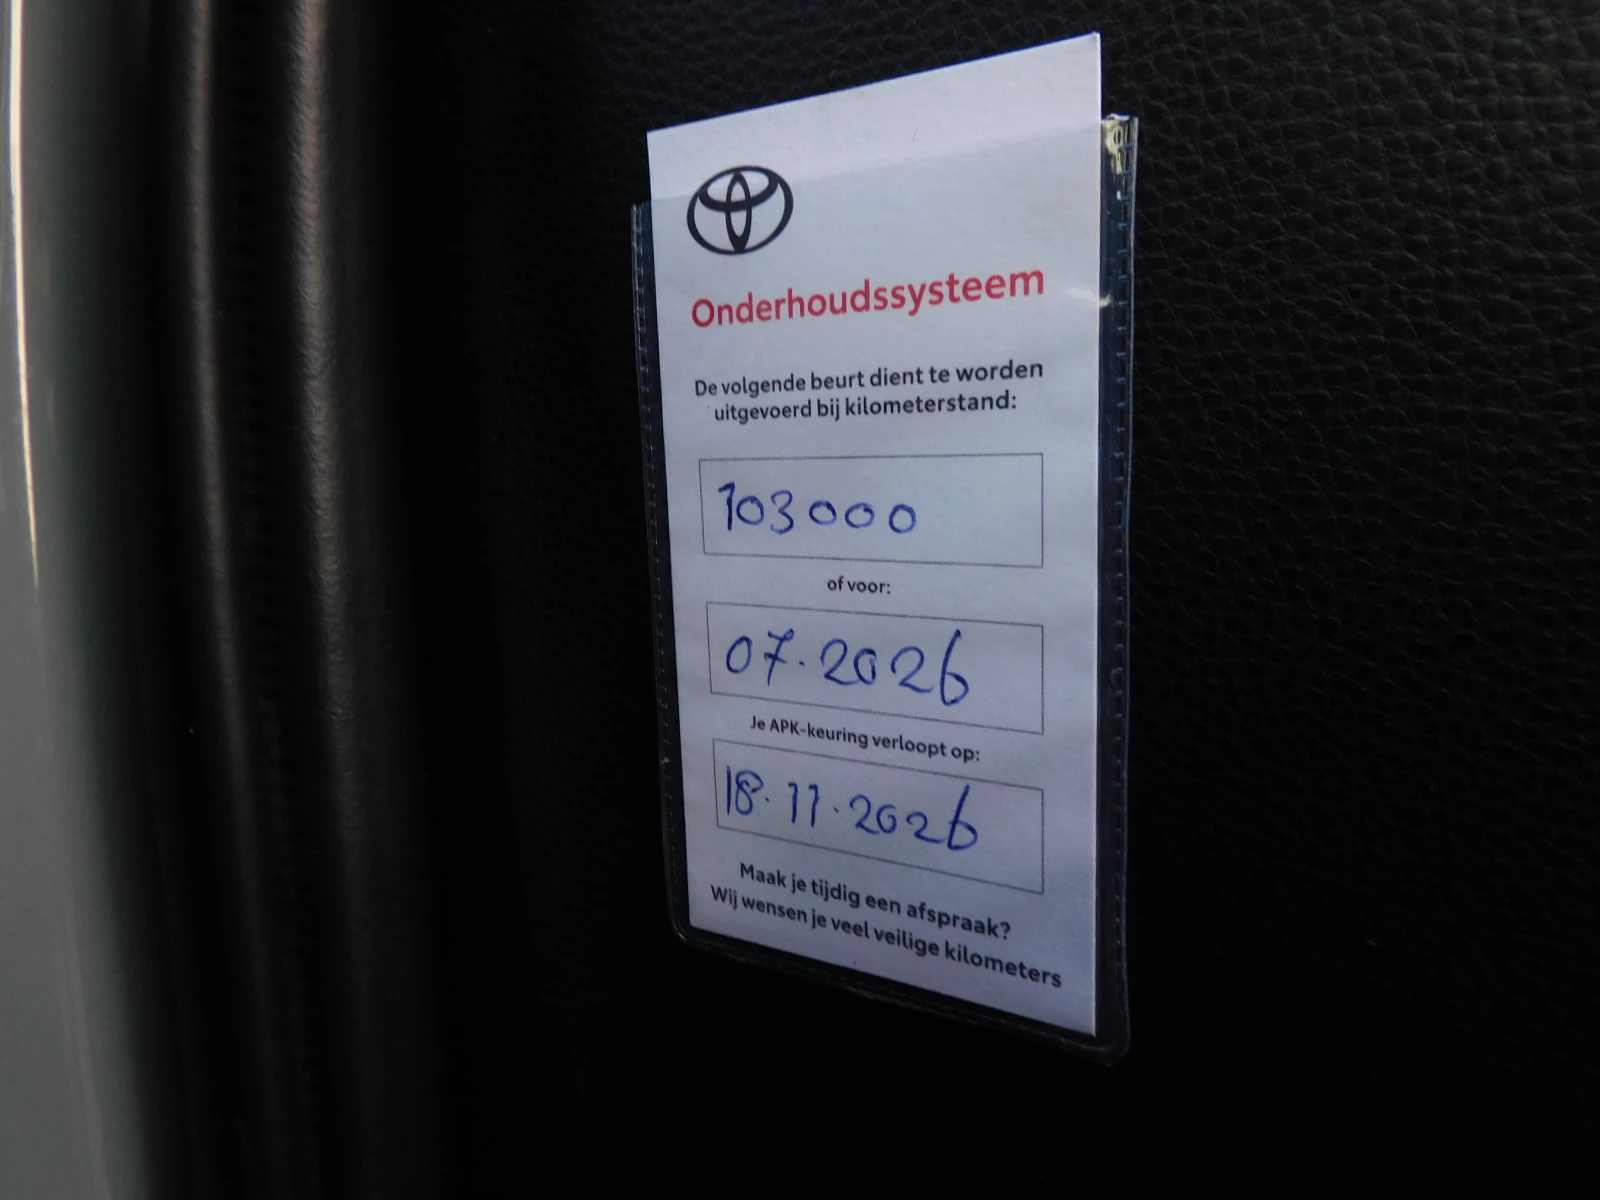 Onderhoudssysteem
De volgende beurt dient te worden
uitgevoerd bij kilometerstand:
103000
of voor:
07.2026
Je APK-keuring verloopt op:
18.11.2026
Maak je tijdig een afspraak?
Wij wensen je veel veilige kilometers